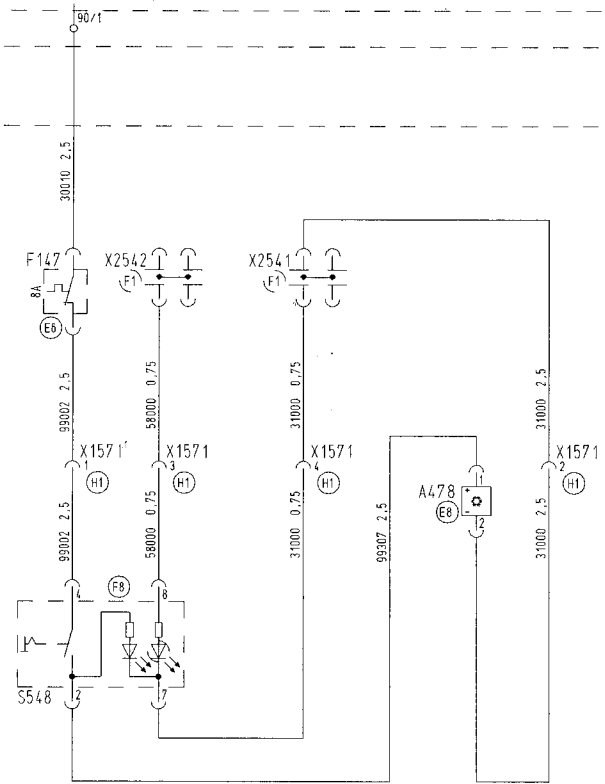 90/1
30010 2.5
F147
X2542
X2541
F1
F1
8A
E6
99002 2.5
58000 0.75
31000 0.75
31000 2.5
X1571
X1571
X1571
X1571
1
3
4
2
H1
H1
H1
H1
A478
1
+
-
E8
2
99002 2.5
58000 0.75
31000 0.75
99307 2.5
31000 2.5
F8
4
6
S548
2
7